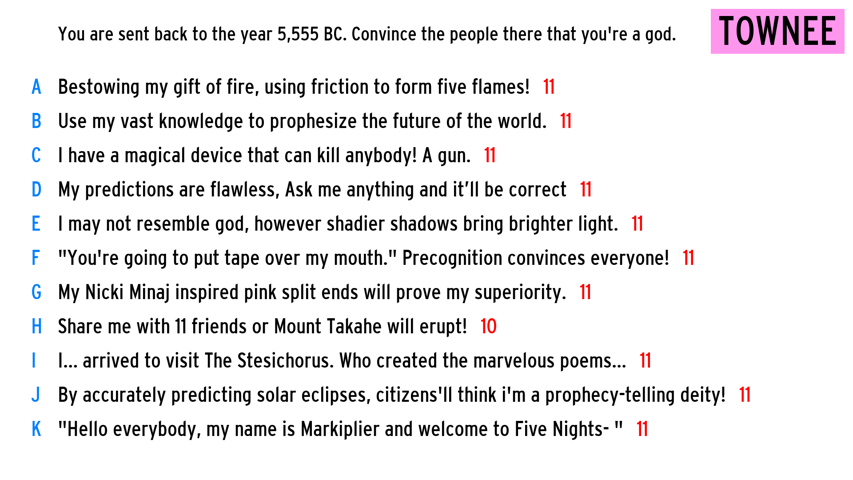 You are sent back to the year 5,555 BC. Convince the people there that you're a god.
TOWNEE
A Bestowing my gift of fire, using friction to form five flames! 11
B Use my vast knowledge to prophesize the future of the world. 11
C I have a magical device that can kill anybody! A gun. 11
D My predictions are flawless, Ask me anything and it’ll be correct 11
E I may not resemble god, however shadier shadows bring brighter light. 11
F "You're going to put tape over my mouth." Precognition convinces everyone! 11
G My Nicki Minaj inspired pink split ends will prove my superiority. 11
H Share me with 11 friends or Mount Takahe will erupt! 10
I I... arrived to visit The Stesichorus. Who created the marvelous poems... 11
J By accurately predicting solar eclipses, citizens'll think i'm a prophecy-telling deity! 11
K "Hello everybody, my name is Markiplier and welcome to Five Nights- " 11